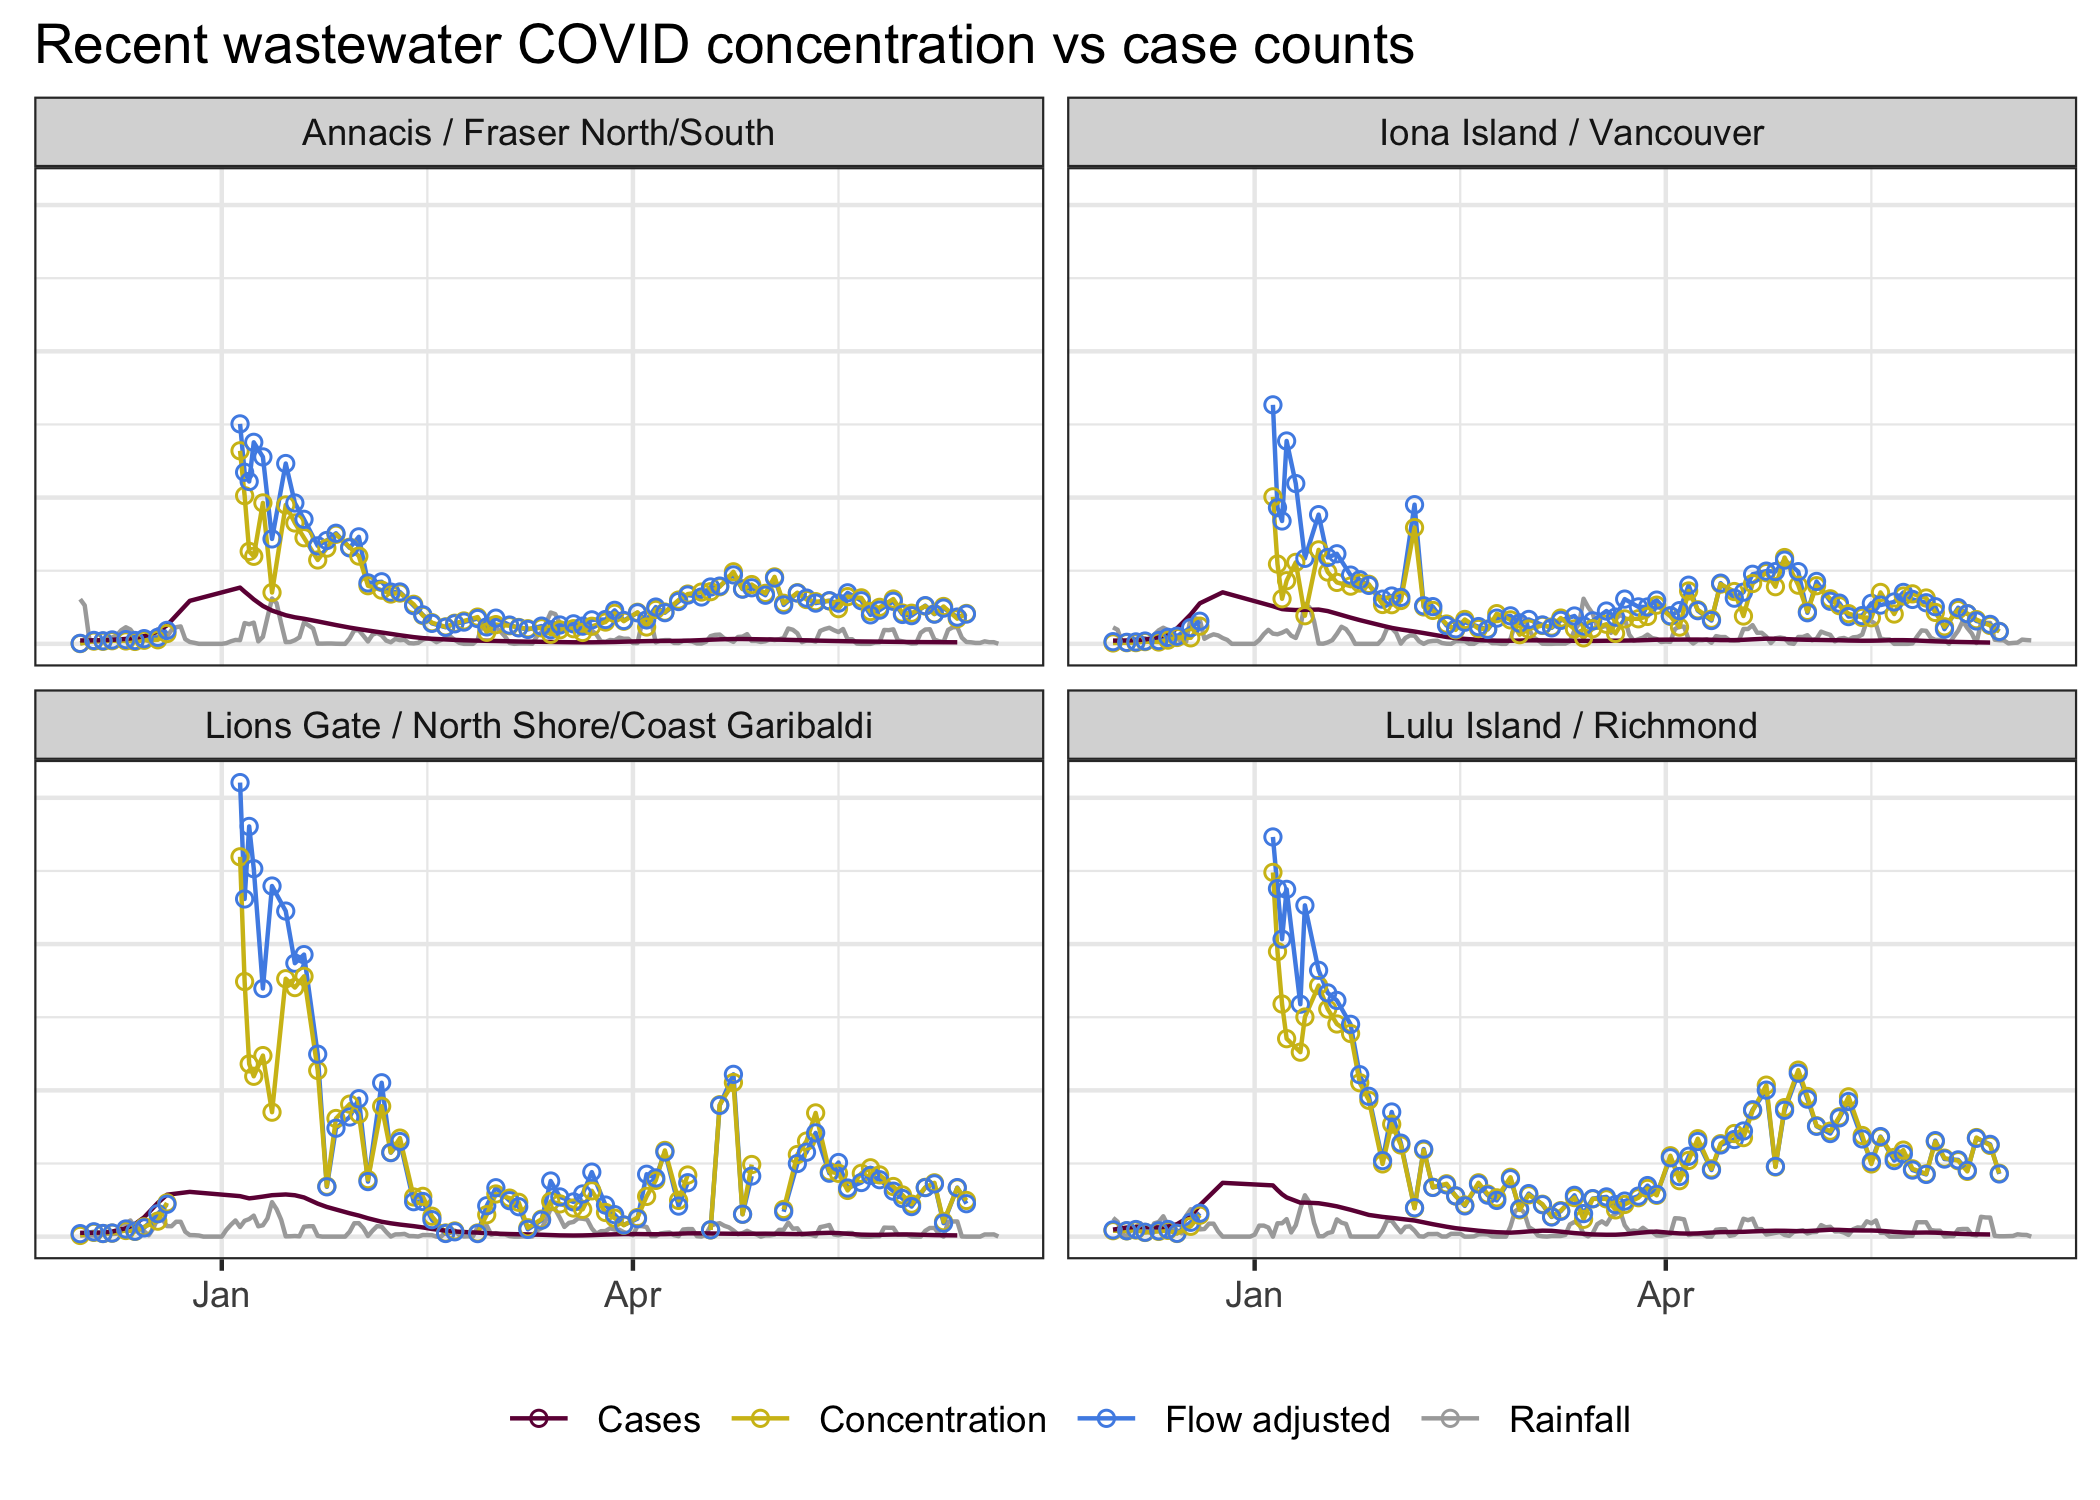 Recent wastewater COVID concentration vs case counts
Annacis / Fraser North/South
Iona Island / Vancouver
Lions Gate / North Shore/Coast Garibaldi
Lulu Island / Richmond
Jan Apr Jan Apr
Cases Concentration Flow adjusted Rainfall